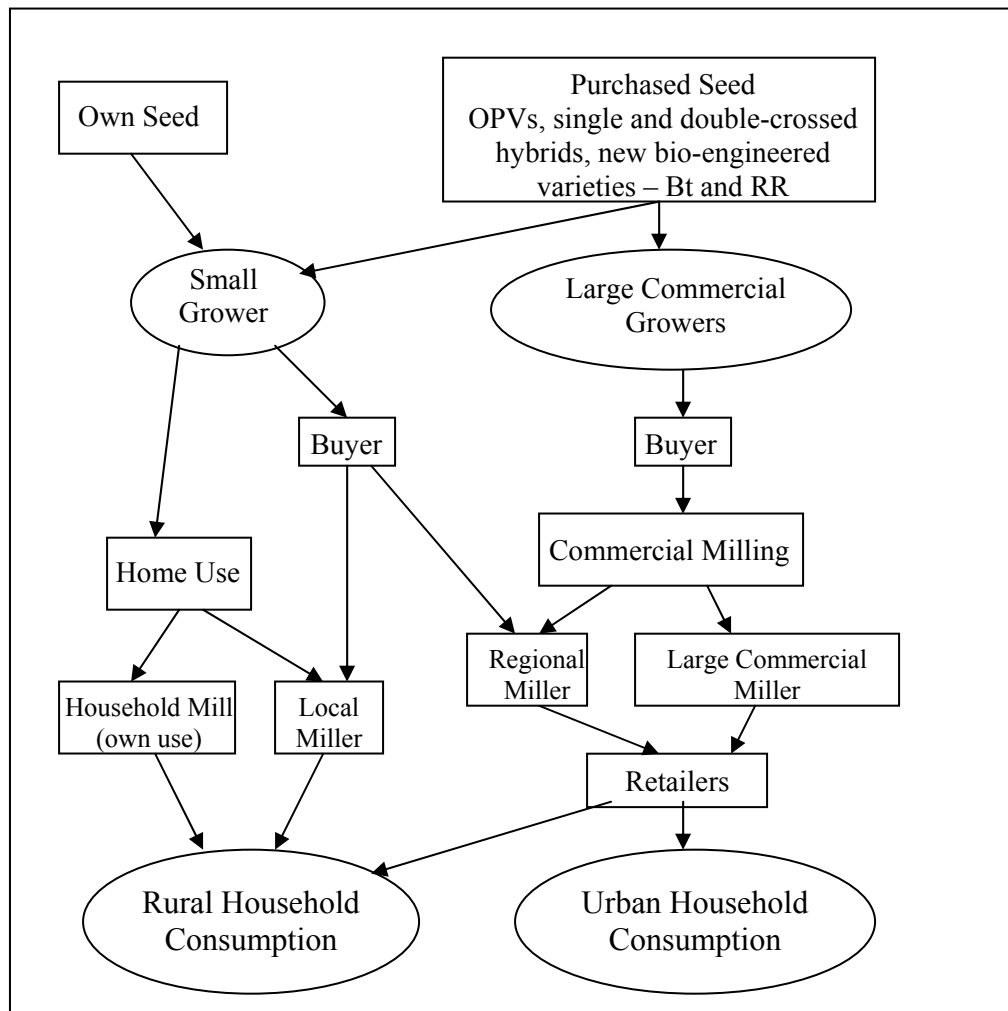 Own Seed
Purchased Seed
OPVs, single and double-crossed
hybrids, new bio-engineered
varieties – Bt and RR
Small
Grower
Large Commercial
Growers
Buyer
Buyer
Home Use
Commercial Milling
Household Mill
(own use)
Local
Miller
Regional
Miller
Large Commercial
Miller
Retailers
Rural Household
Consumption
Urban Household
Consumption